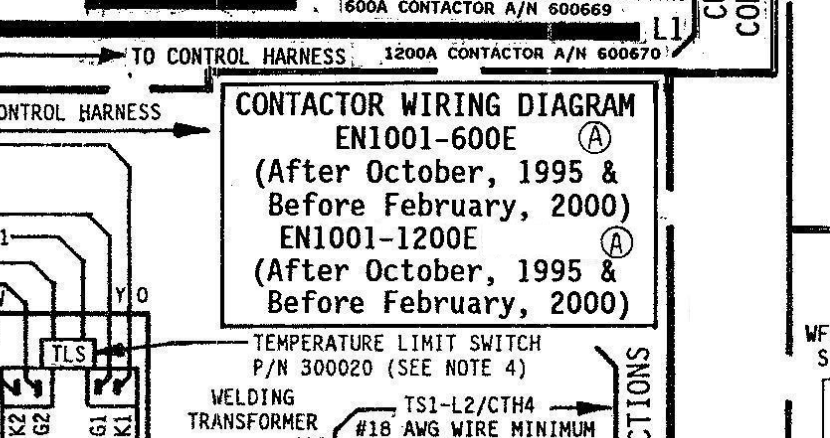 600A CONTACTOR A/N 600669
L1
TO CONTROL HARNESS
1200A CONTACTOR A/N 600670
CONTACTOR WIRING DIAGRAM
EN1001-600E A
(After October, 1995 &
Before February, 2000)
EN1001-1200E A
(After October, 1995 &
Before February, 2000)
HARNESS
1
Y O
TLS
TEMPERATURE LIMIT SWITCH
P/N 300020 (SEE NOTE 4)
WELDING
TRANSFORMER
TS1-L2/CTH4
#18 AWG WIRE MINIMUM
K2
G2
G1
K1
WF
S